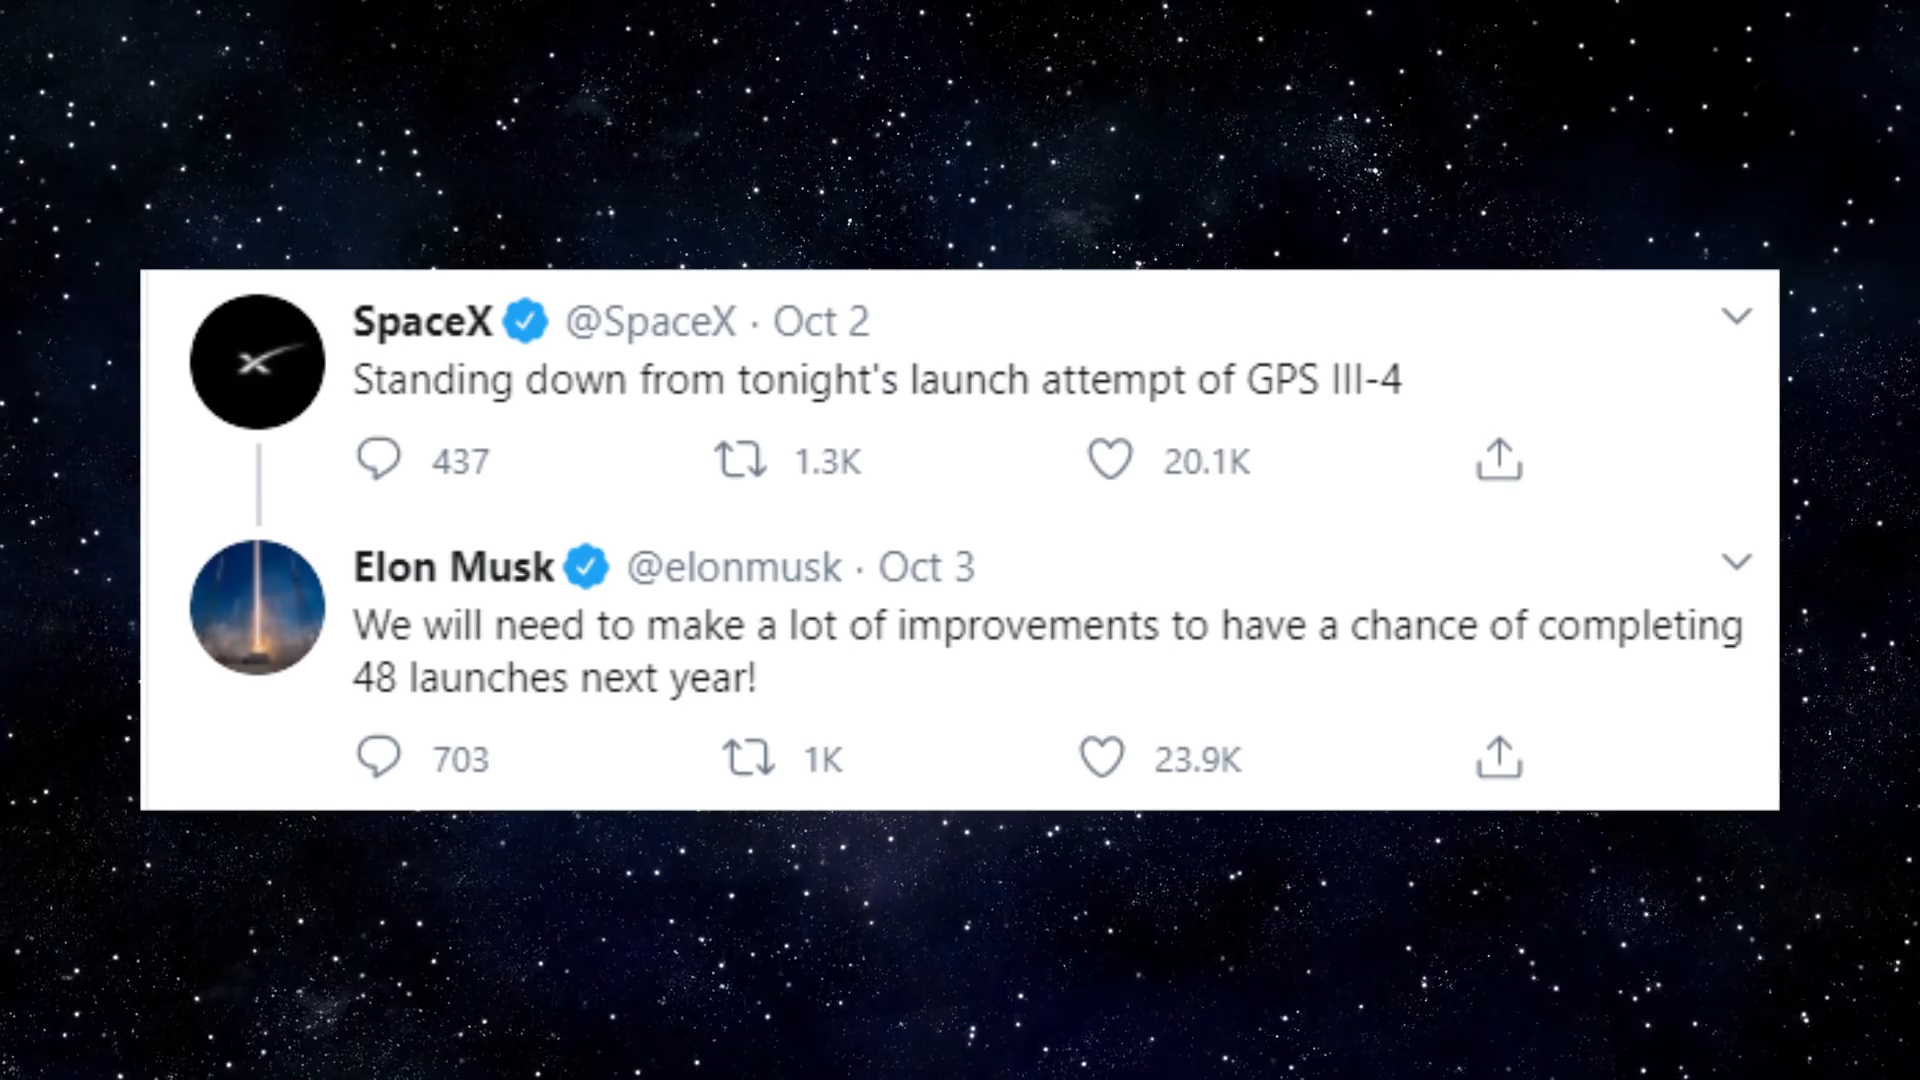 SpaceX @SpaceX · Oct 2
Standing down from tonight's launch attempt of GPS III-4
437 1.3K 20.1K
Elon Musk @elonmusk · Oct 3
We will need to make a lot of improvements to have a chance of completing
48 launches next year!
703 1K 23.9K